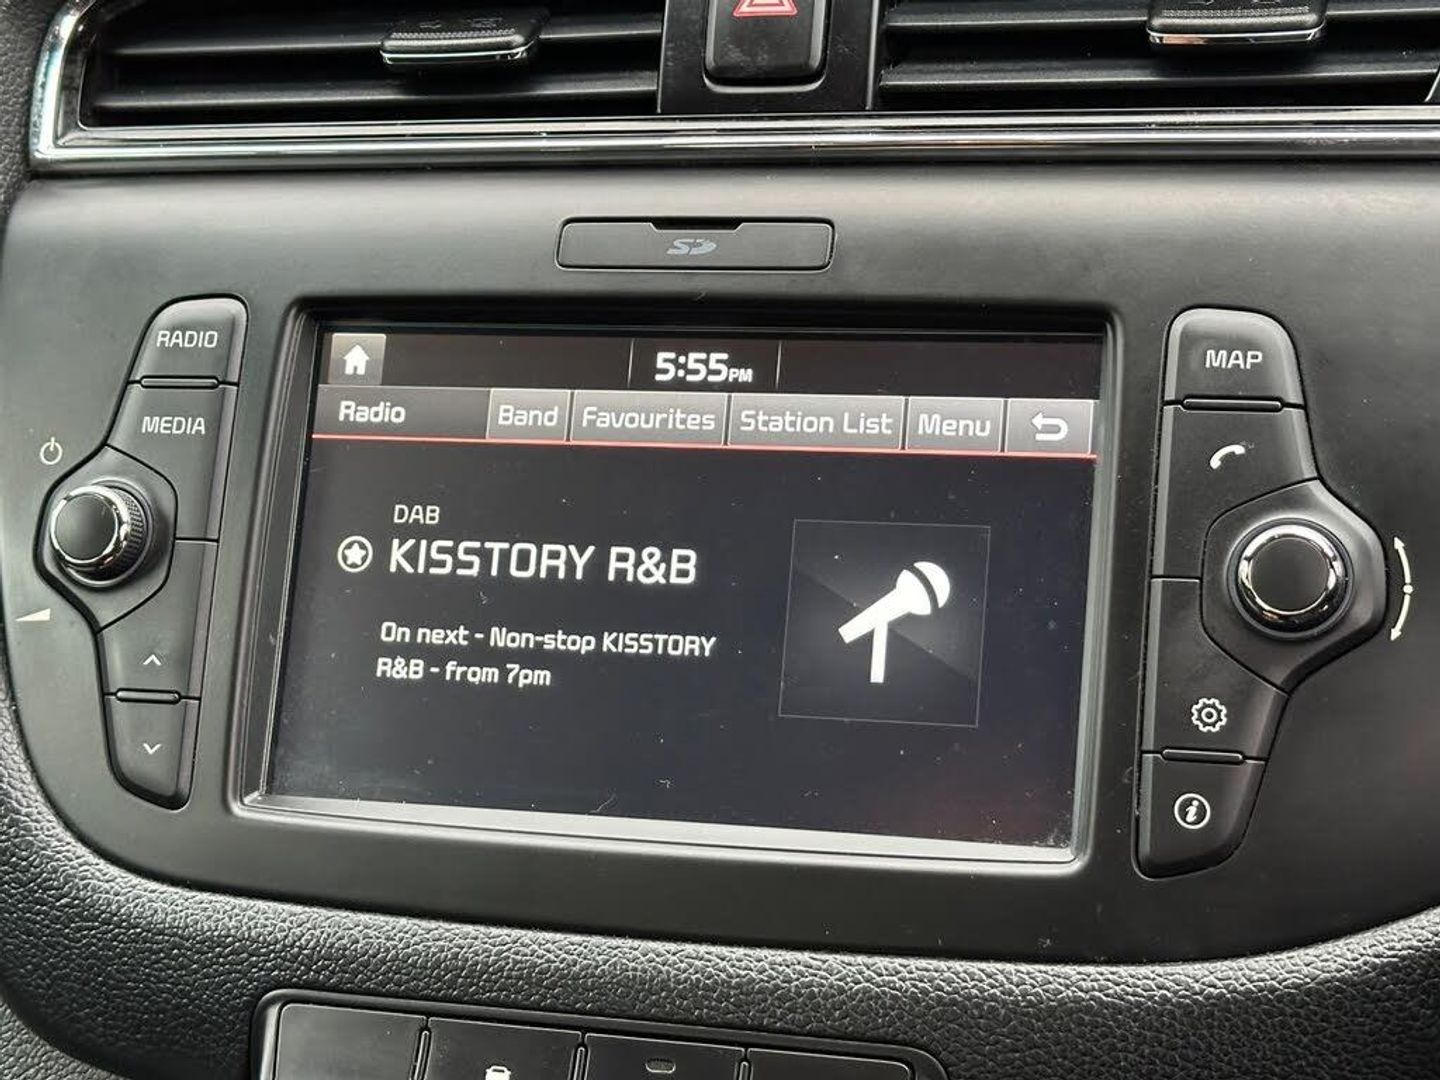 SD
RADIO
MEDIA
5:55PM
Radio
Band
Favourites
Station List
Menu
DAB
KISSTORY R&B
On next - Non-stop KISSTORY
R&B - from 7pm
MAP
i